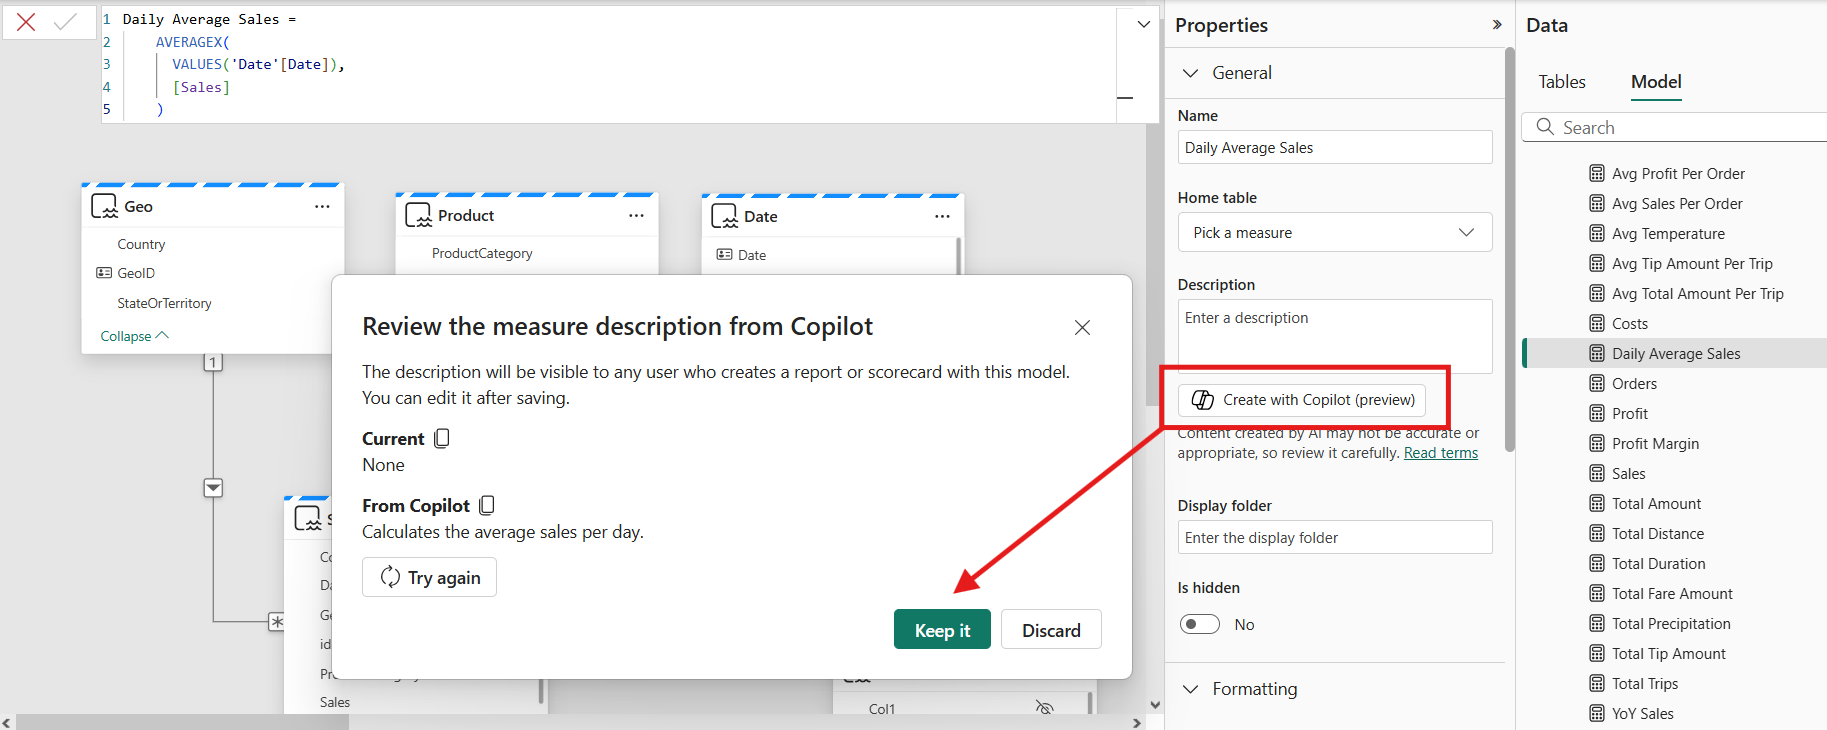 1 Daily Average Sales =
2 AVERAGEX(
3 VALUES('Date'[Date]),
4 [Sales]
5 )
Geo
Country
GeoID
StateOrTerritory
Collapse
1
Product
ProductCategory
Date
Date
Review the measure description from Copilot
The description will be visible to any user who creates a report or scorecard with this model.
You can edit it after saving.
Current
None
From Copilot
Calculates the average sales per day.
Try again
Keep it
Discard
Sales
Col1
Properties
General
Name
Daily Average Sales
Home table
Pick a measure
Description
Enter a description
Create with Copilot (preview)
Content created by AI may not be accurate or
appropriate, so review it carefully. Read terms
Display folder
Enter the display folder
Is hidden
No
Formatting
Data
Tables
Model
Search
Avg Profit Per Order
Avg Sales Per Order
Avg Temperature
Avg Tip Amount Per Trip
Avg Total Amount Per Trip
Costs
Daily Average Sales
Orders
Profit
Profit Margin
Sales
Total Amount
Total Distance
Total Duration
Total Fare Amount
Total Precipitation
Total Tip Amount
Total Trips
YoY Sales